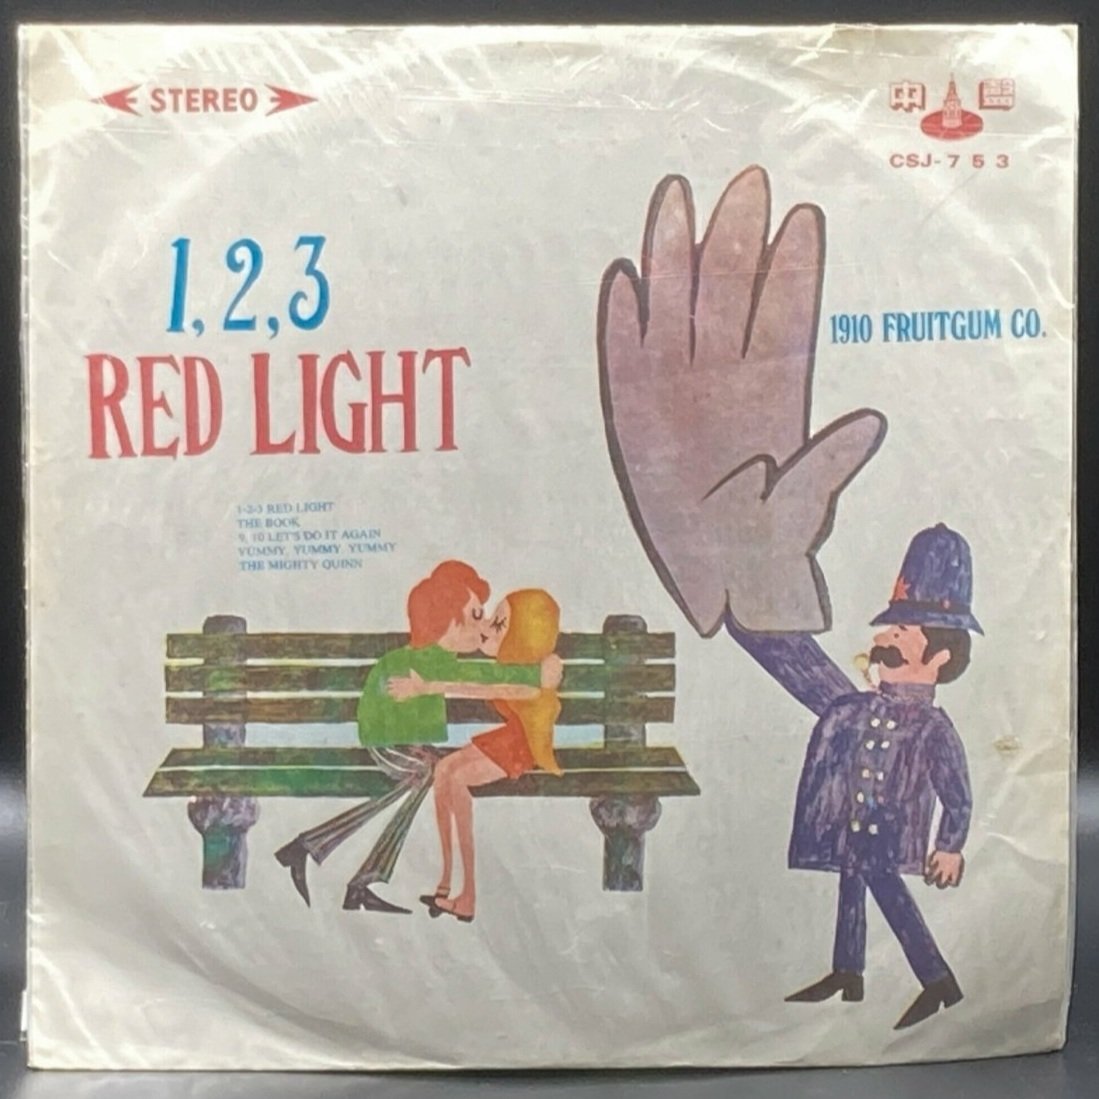 STEREO
中聲
CSJ-753
1,2,3
RED LIGHT
1910 FRUITGUM CO.
1-2-3 RED LIGHT
THE BOOK
9, 10 LET'S DO IT AGAIN
YUMMY, YUMMY, YUMMY
THE MIGHTY QUINN